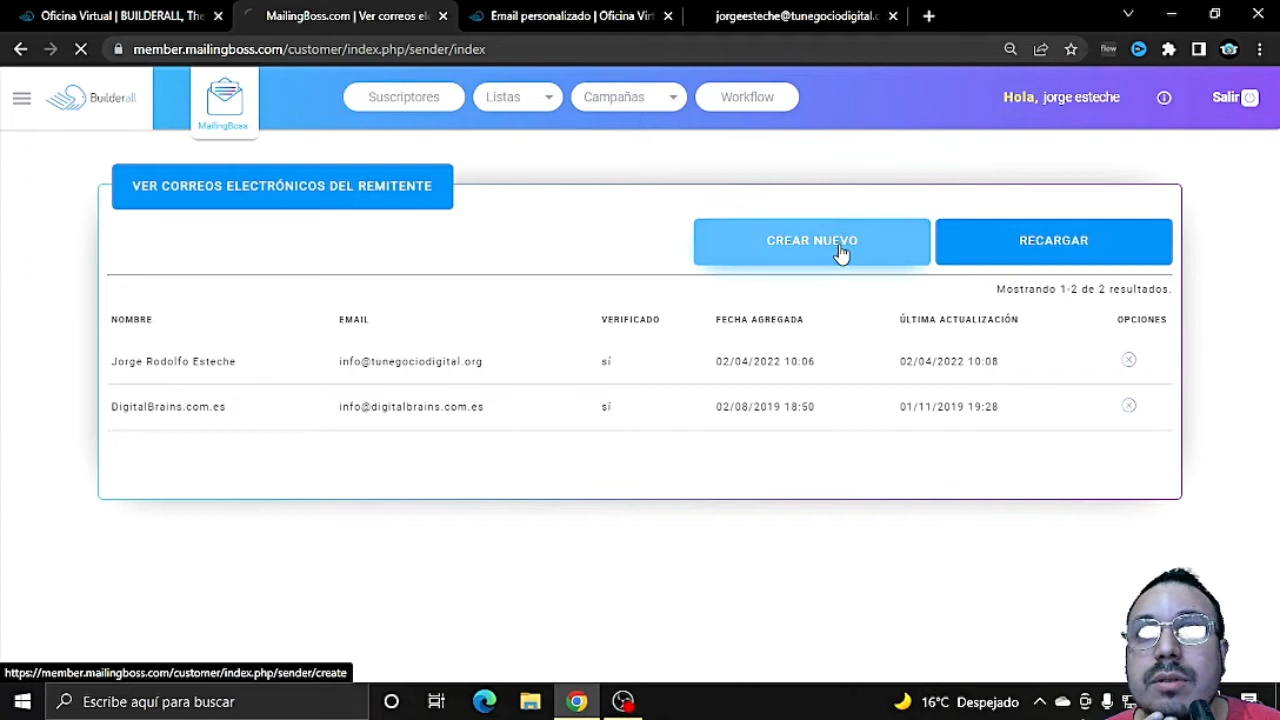 Oficina Virtual | BUILDERALL, The
MailingBoss.com | Ver correos ele
Email personalizado | Oficina Virt
jorgeesteche@tunegociodigital.c
member.mailingboss.com/customer/index.php/sender/index
flow
Builderall
MailingBoss
Suscriptores
Listas
Campañas
Workflow
Hola, jorge esteche
Salir
VER CORREOS ELECTRÓNICOS DEL REMITENTE
CREAR NUEVO
RECARGAR
Mostrando 1-2 de 2 resultados.
NOMBRE EMAIL VERIFICADO FECHA AGREGADA ÚLTIMA ACTUALIZACIÓN OPCIONES
Jorge Rodolfo Esteche info@tunegociodigital.org sí 02/04/2022 10:06 02/04/2022 10:08
DigitalBrains.com.es info@digitalbrains.com.es sí 02/08/2019 18:50 01/11/2019 19:28
https://member.mailingboss.com/customer/index.php/sender/create
Escribe aquí para buscar
16°C Despejado